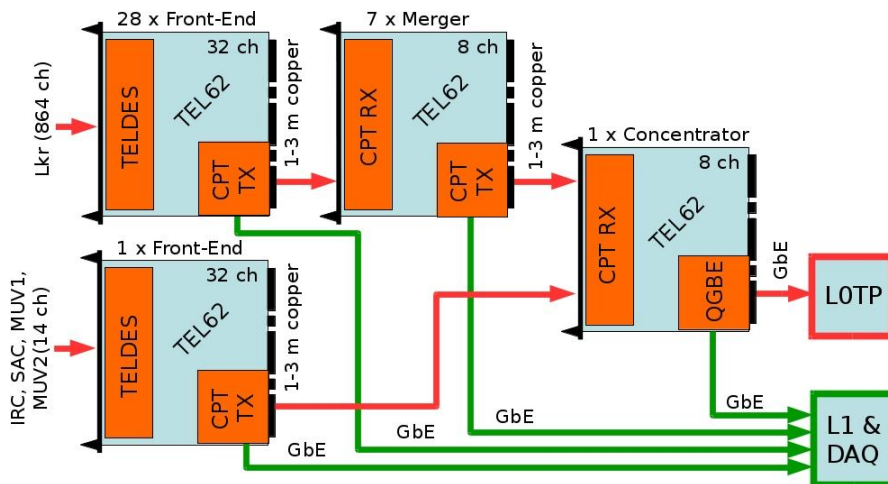 28 x Front-End
32 ch
TELDES
TEL62
CPT
TX
Lkr (864 ch)
1-3 m copper
7 x Merger
8 ch
CPT RX
TEL62
CPT
TX
1-3 m copper
1 x Concentrator
8 ch
CPT RX
TEL62
QGBE
GbE
L0TP
1 x Front-End
32 ch
TELDES
TEL62
CPT
TX
IRC, SAC, MUV1,
MUV2(14 ch)
1-3 m copper
GbE
GbE
GbE
GbE
L1 &
DAQ